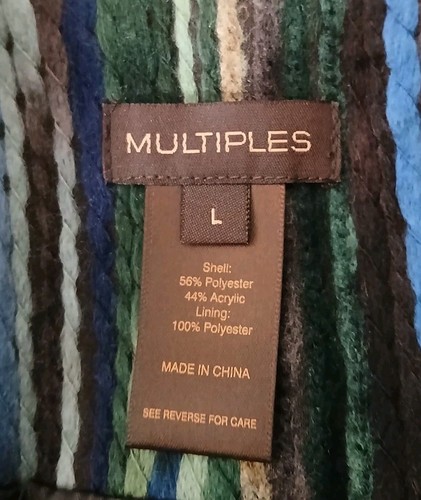 MULTIPLES
L
Shell:
56% Polyester
44% Acrylic
Lining:
100% Polyester
MADE IN CHINA
SEE REVERSE FOR CARE